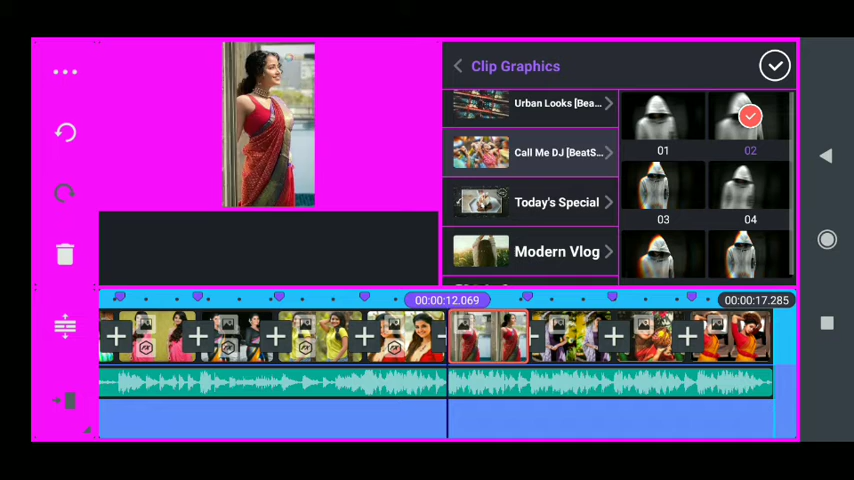 Clip Graphics
Urban Looks [Bea...
Call Me DJ [BeatS...
Today's Special
Modern Vlog
01
02
03
04
00:00:12.069
00:00:17.285